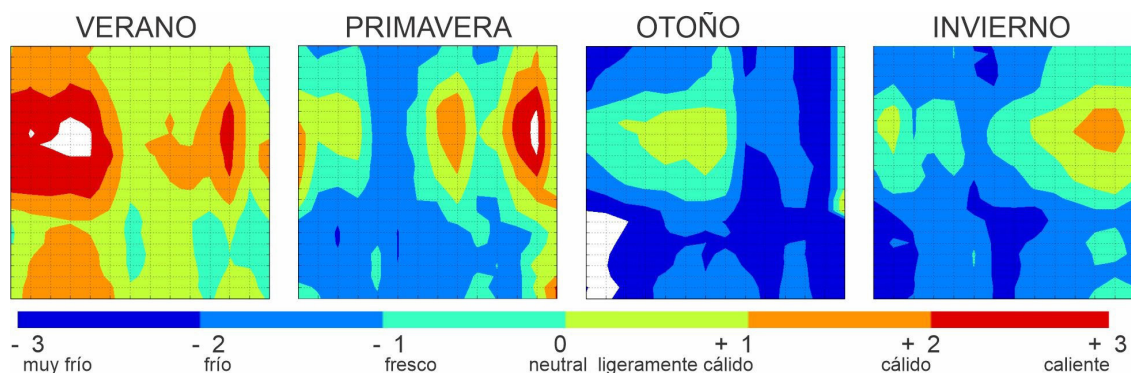 VERANO PRIMAVERA OTOÑO INVIERNO
- 3 - 2 - 1 0 + 1 + 2 + 3
muy frío frío fresco neutral ligeramente cálido cálido caliente